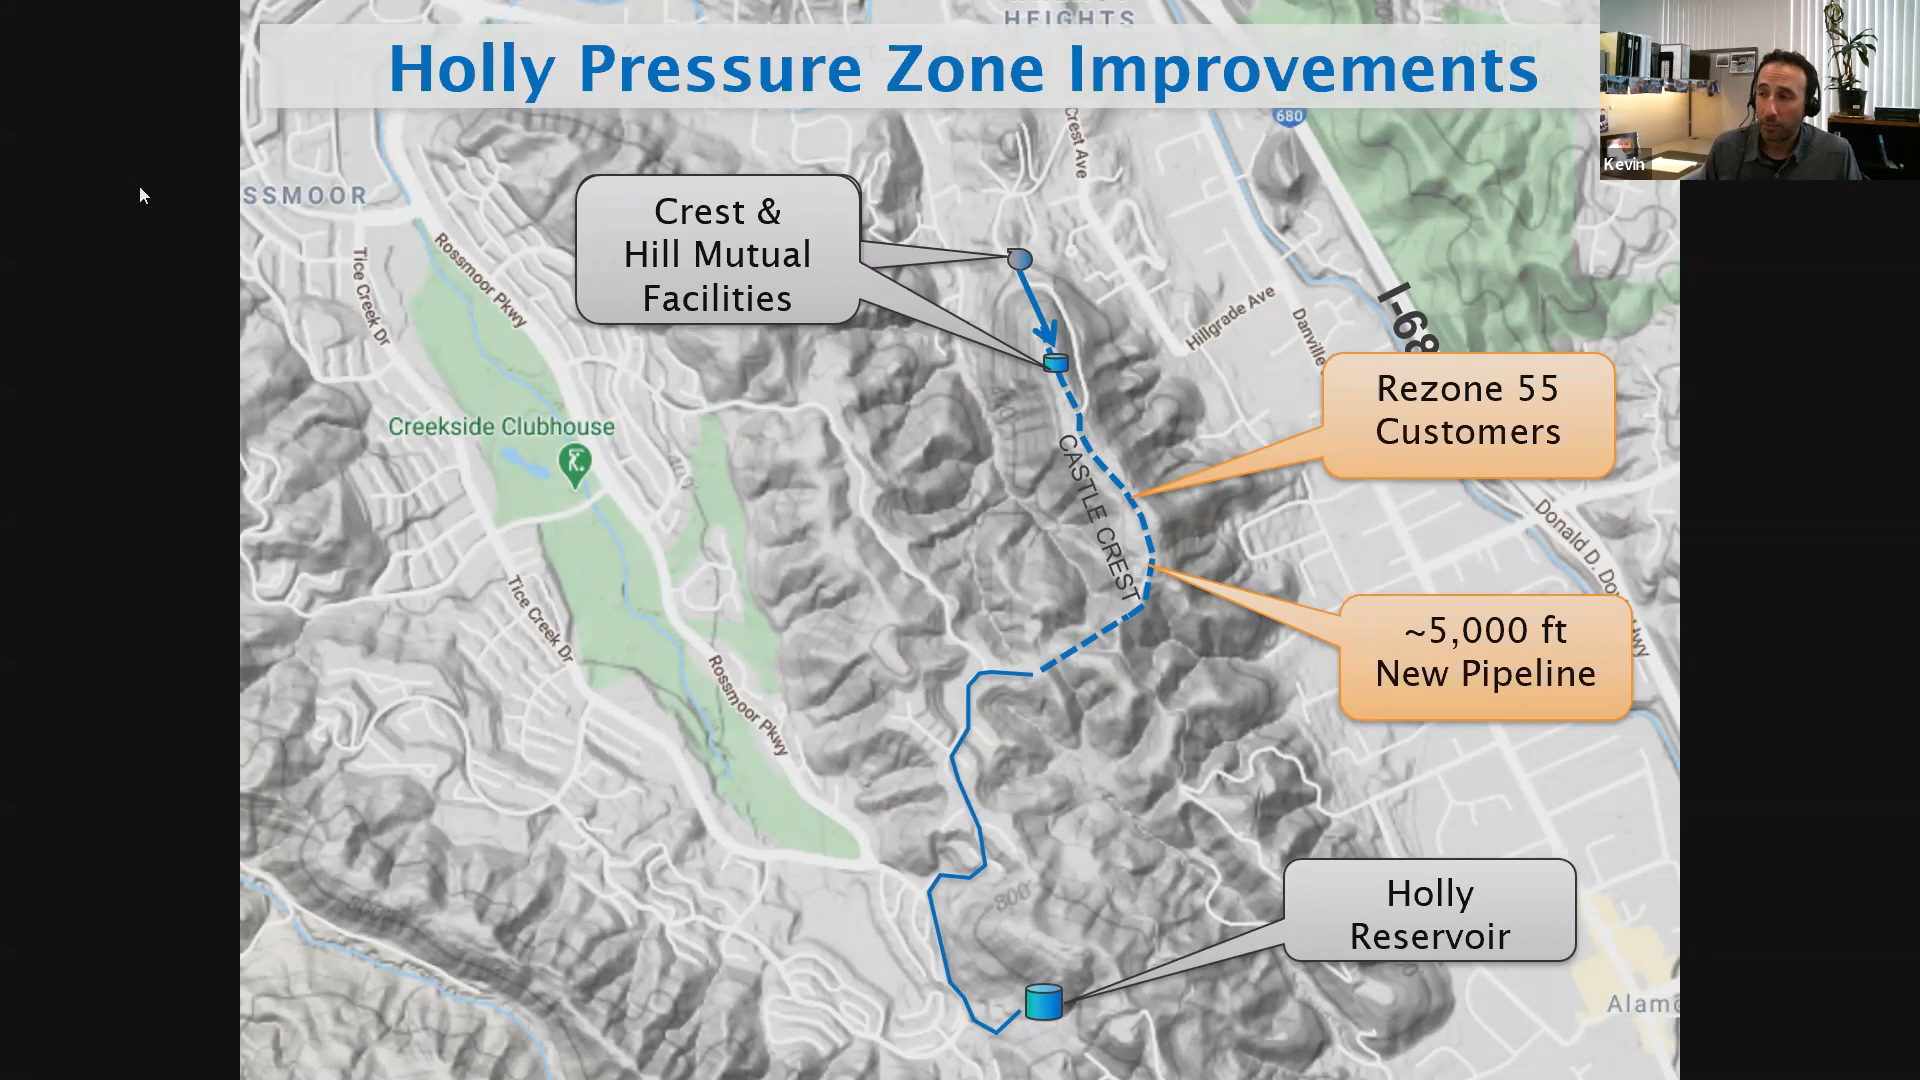 HEIGHTS
Holly Pressure Zone Improvements
Kevin
680
Crest Ave
SSMOOR
Crest &
Hill Mutual
Facilities
Rossmoor Pkwy
Tice Creek Dr
Hillgrade Ave
Danville
I-68
Rezone 55
Customers
Creekside Clubhouse
CASTLE CREST
Donald D. Do
Hwy
~5,000 ft
New Pipeline
Tice Creek Dr
Rossmoor Pkwy
800
Holly
Reservoir
Alamo